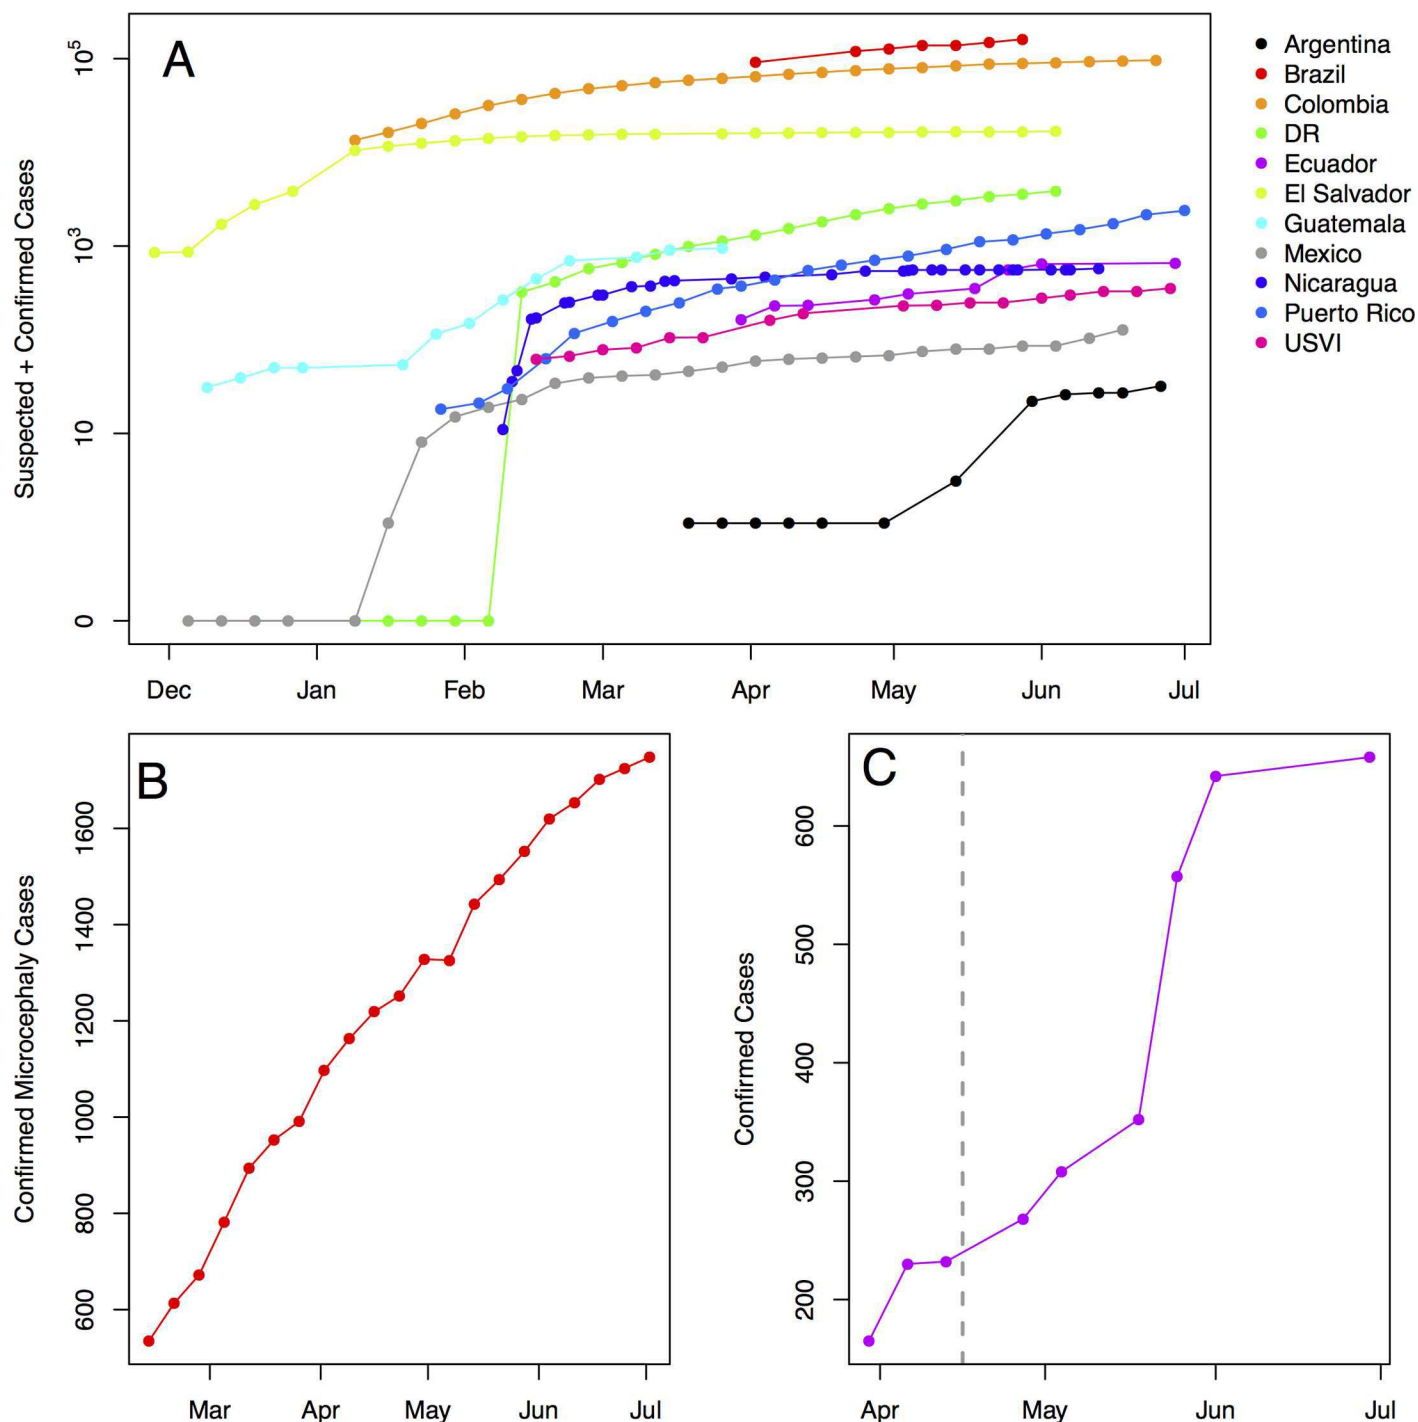 A
Suspected + Confirmed Cases
10^5
10^3
10
0
Dec Jan Feb Mar Apr May Jun Jul
Argentina
Brazil
Colombia
DR
Ecuador
El Salvador
Guatemala
Mexico
Nicaragua
Puerto Rico
USVI
B
Confirmed Microcephaly Cases
1600
1400
1200
1000
800
600
Mar Apr May Jun Jul
C
Confirmed Cases
600
500
400
300
200
Apr May Jun Jul